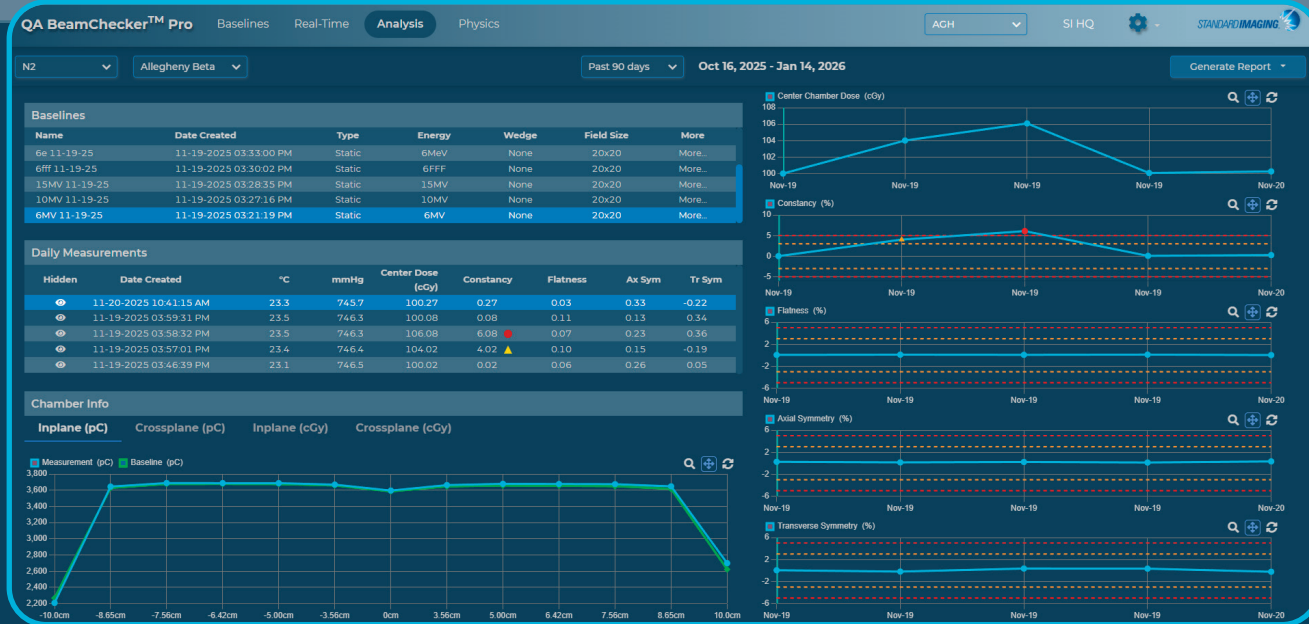 QA BeamChecker™ Pro Baselines Real-Time Analysis Physics AGH SI HQ STANDARD IMAGING
N2 Allegheny Beta Past 90 days Oct 16, 2025 - Jan 14, 2026 Generate Report
Baselines
Name Date Created Type Energy Wedge Field Size More
6e 11-19-25 11-19-2025 03:33:00 PM Static 6MeV None 20x20 More..
6fff 11-19-25 11-19-2025 03:30:02 PM Static 6FFF None 20x20 More..
15MV 11-19-25 11-19-2025 03:28:35 PM Static 15MV None 20x20 More..
10MV 11-19-25 11-19-2025 03:27:16 PM Static 10MV None 20x20 More..
6MV 11-19-25 11-19-2025 03:21:19 PM Static 6MV None 20x20 More..
Daily Measurements
Hidden Date Created °C mmHg Center Dose (cGy) Constancy Flatness Ax Sym Tr Sym
11-20-2025 10:41:15 AM 23.3 745.7 100.27 0.27 0.03 0.33 -0.22
11-19-2025 03:59:31 PM 23.5 746.3 100.08 0.08 0.11 0.13 0.34
11-19-2025 03:58:32 PM 23.5 746.3 106.08 6.08 0.07 0.23 0.36
11-19-2025 03:57:01 PM 23.4 746.4 104.02 4.02 0.10 0.15 -0.19
11-19-2025 03:46:39 PM 23.1 746.5 100.02 0.02 0.06 0.26 0.05
Chamber Info
Inplane (pC) Crossplane (pC) Inplane (cGy) Crossplane (cGy)
Measurement (pC) Baseline (pC)
3,800
3,600
3,400
3,200
3,000
2,800
2,600
2,400
2,200
-10.0cm -8.65cm -7.56cm -6.42cm -5.00cm -3.56cm 0cm 3.56cm 5.00cm 6.42cm 7.56cm 8.65cm 10.0cm
Center Chamber Dose (cGy)
108
106
104
102
100
Nov-19 Nov-19 Nov-19 Nov-19 Nov-20
Constancy (%)
10
5
0
-5
Nov-19 Nov-19 Nov-19 Nov-19 Nov-20
Flatness (%)
6
2
-2
-6
Nov-19 Nov-19 Nov-19 Nov-19 Nov-20
Axial Symmetry (%)
6
2
-2
-6
Nov-19 Nov-19 Nov-19 Nov-19 Nov-20
Transverse Symmetry (%)
6
2
-2
-6
Nov-19 Nov-19 Nov-19 Nov-19 Nov-20